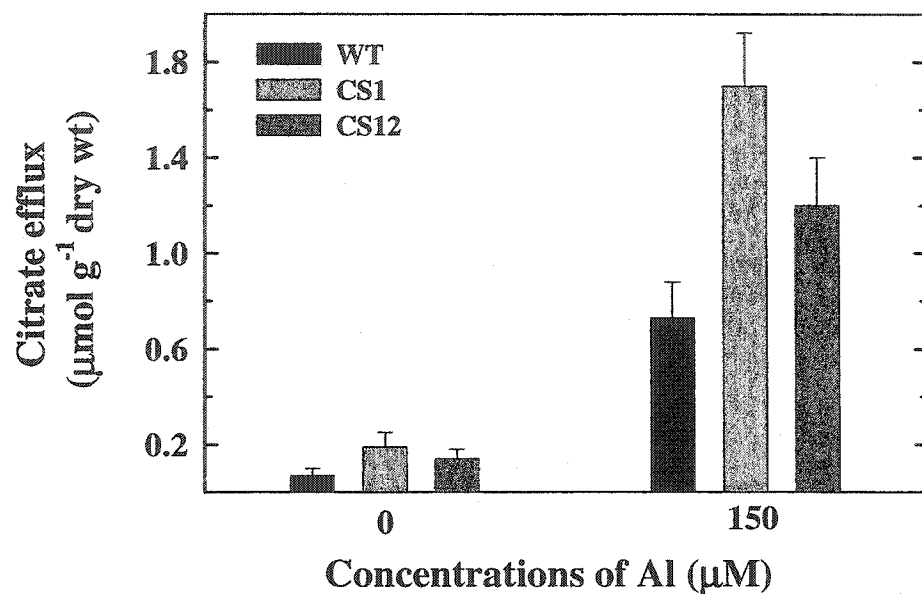 WT
CS1
CS12
1.8
1.4
1.0
0.6
0.2
Citrate efflux
(μmol g⁻¹ dry wt)
0
150
Concentrations of Al (μM)